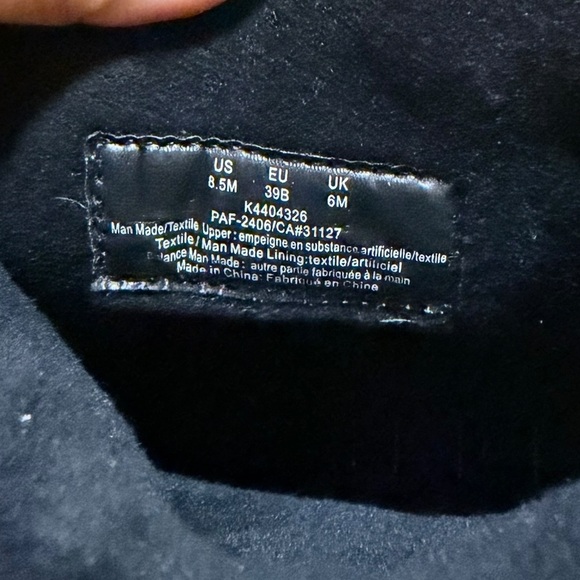 US EU UK
8.5M 39B 6M
K4404326
PAF-2406/CA#31127
Man Made/Textile Upper: empeigne en substance artificielle/textile
Textile/Man Made Lining: textile/artificiel
Balance Man Made: autre partie fabriquée à la main
Made in China: Fabriqué en Chine